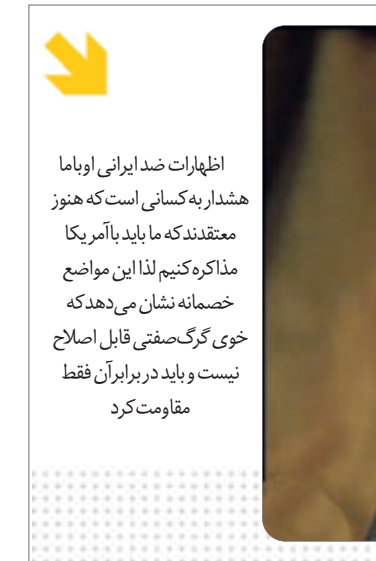 اظهارات ضد ایرانی اوباما
هشدار به کسانی است که هنوز
معتقدند که ما باید با آمریکا
مذاکره کنیم لذا این مواضع
خصمانه نشان می‌دهد که
خوی گرگ‌صفتی قابل اصلاح
نیست و باید در برابر آن فقط
مقاومت کرد